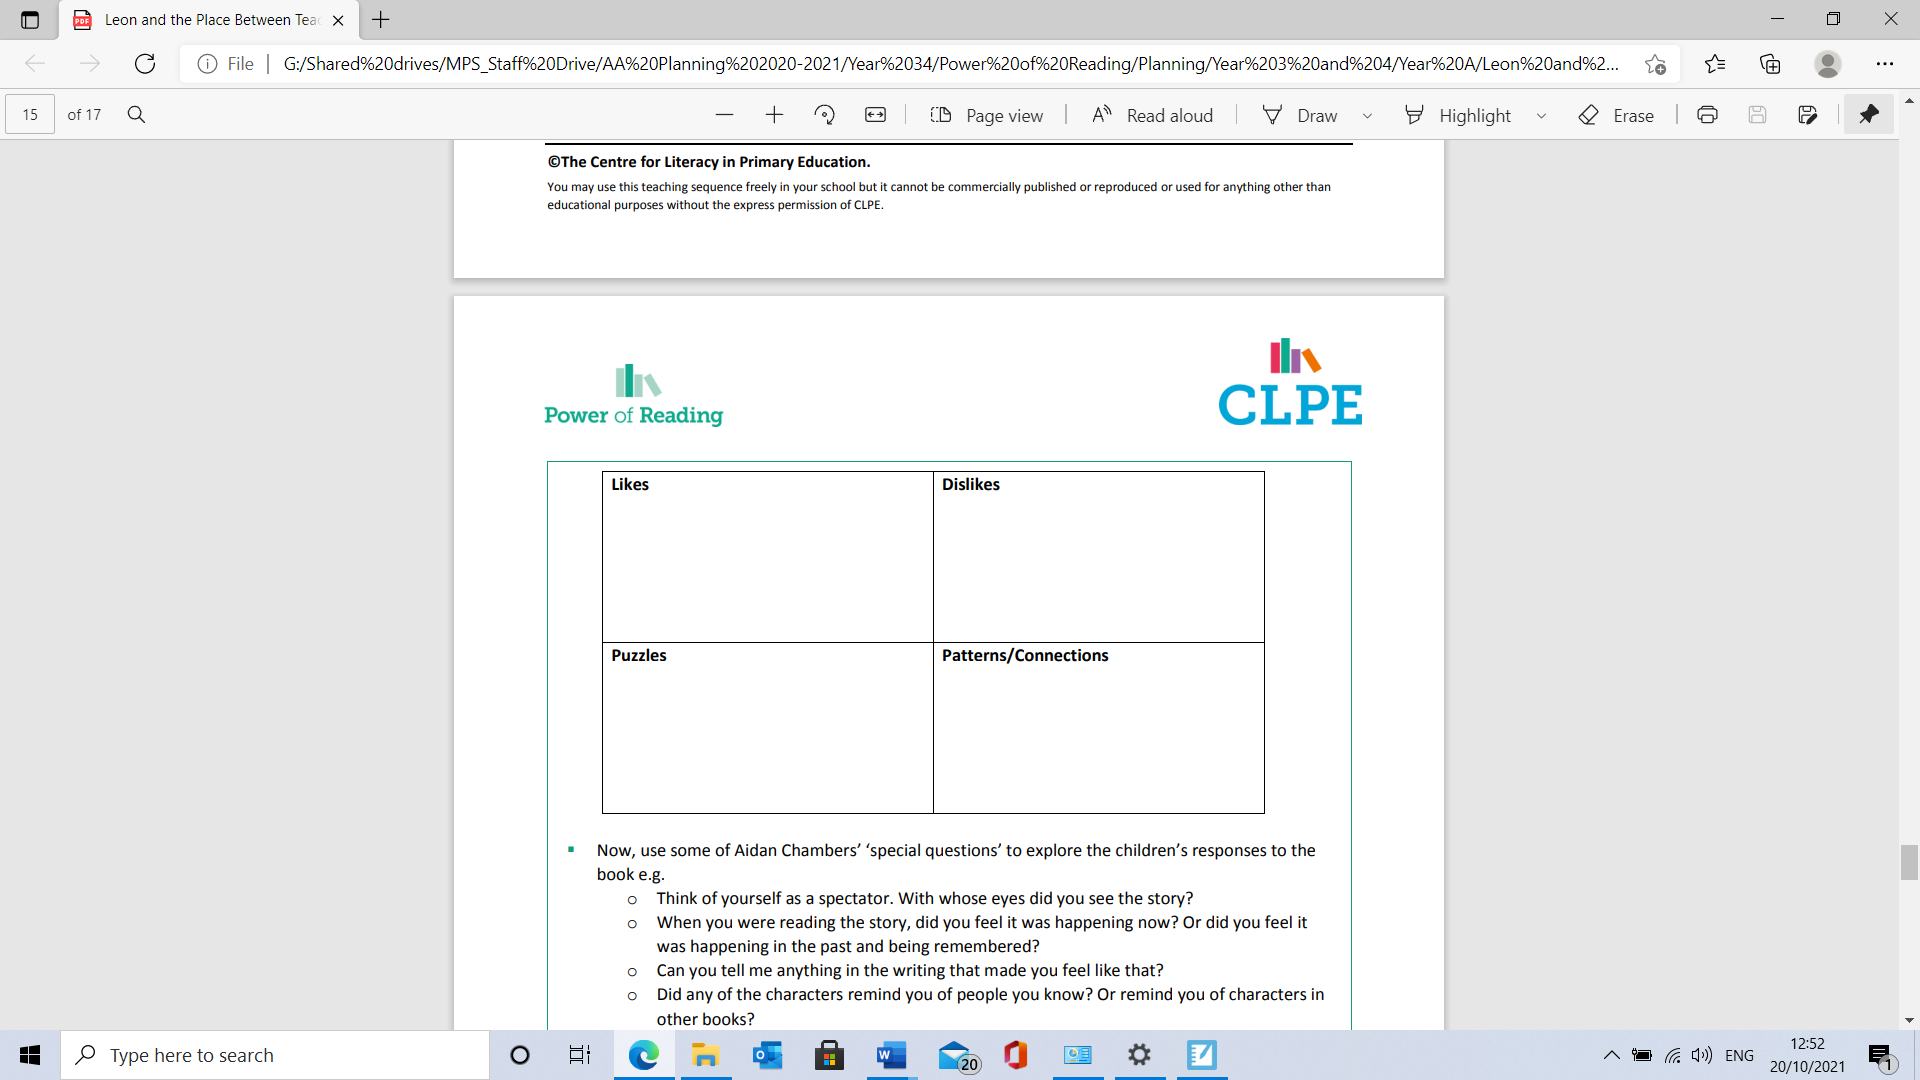 Leon and the Place Between Tea
File
G:/Shared%20drives/MPS_Staff%20Drive/AA%20Planning%202020-2021/Year%2034/Power%20of%20Reading/Planning/Year%203%20and%204/Year%20A/Leon%20and%2...
15 of 17
Page view
Read aloud
Draw
Highlight
Erase
©The Centre for Literacy in Primary Education.
You may use this teaching sequence freely in your school but it cannot be commercially published or reproduced or used for anything other than
educational purposes without the express permission of CLPE.
Power of Reading
CLPE
Likes
Dislikes
Puzzles
Patterns/Connections
Now, use some of Aidan Chambers’ ‘special questions’ to explore the children’s responses to the
book e.g.
o Think of yourself as a spectator. With whose eyes did you see the story?
o When you were reading the story, did you feel it was happening now? Or did you feel it
was happening in the past and being remembered?
o Can you tell me anything in the writing that made you feel like that?
o Did any of the characters remind you of people you know? Or remind you of characters in
other books?
Type here to search
20
ENG
12:52
20/10/2021
1